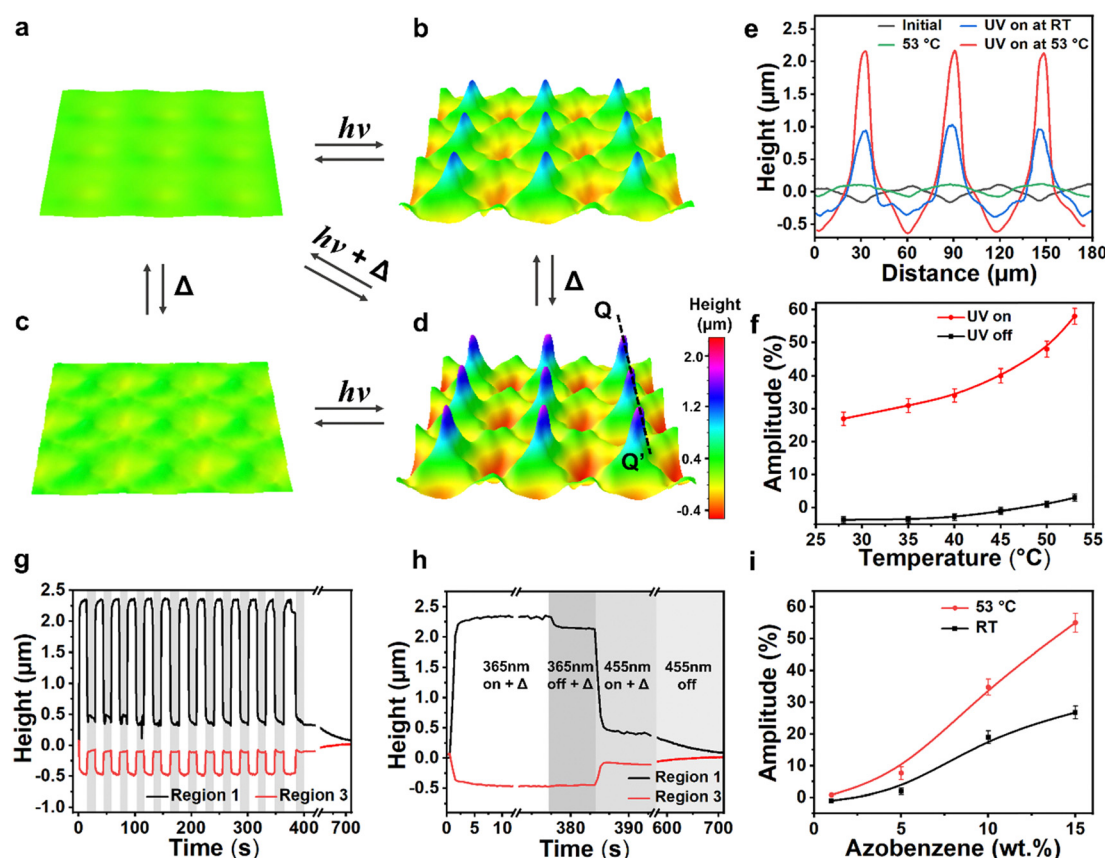 a
b
hν
hν + Δ
Δ
Δ
c
d
hν
Q
Q'
Height
(μm)
2.0
1.2
0.4
-0.4
e
Initial
UV on at RT
53 °C
UV on at 53 °C
Height (μm)
2.5
2.0
1.5
1.0
0.5
0.0
-0.5
0 30 60 90 120 150 180
Distance (μm)
f
UV on
UV off
Amplitude (%)
60
50
40
30
20
10
0
25 30 35 40 45 50 55
Temperature (°C)
g
Height (μm)
2.5
2.0
1.5
1.0
0.5
0.0
-0.5
-1.0
Region 1
Region 3
0 50 100 150 200 250 300 350 400 700
Time (s)
h
Height (μm)
2.5
2.0
1.5
1.0
0.5
0.0
-0.5
365nm
on + Δ
365nm
off + Δ
455nm
on + Δ
455nm
off
Region 1
Region 3
0 5 10 380 390 600 700
Time (s)
i
53 °C
RT
Amplitude (%)
60
50
40
30
20
10
0
5 10 15
Azobenzene (wt.%)